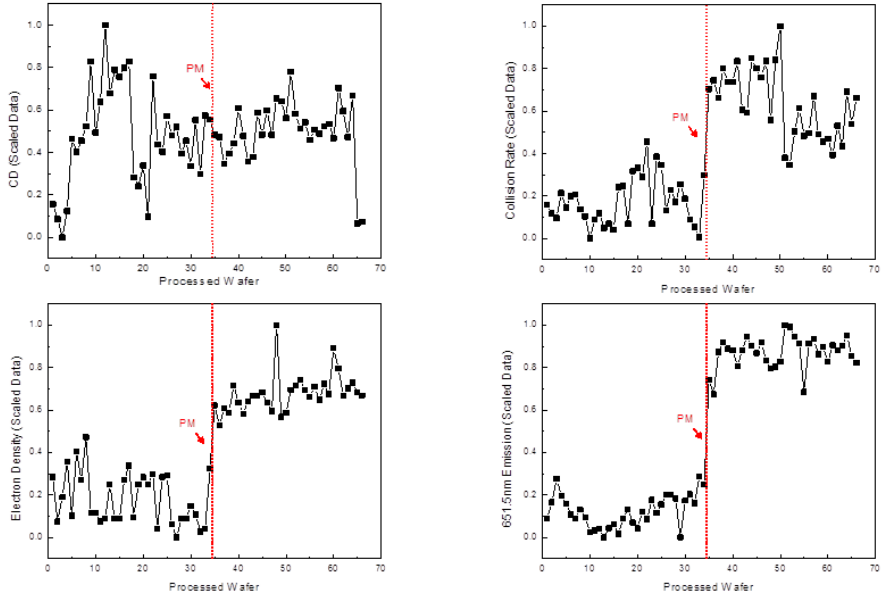 CD (Scaled Data)
1.0
0.8
0.6
0.4
0.2
0.0
PM
0 10 20 30 40 50 60 70
Processed Wafer
Collision Rate (Scaled Data)
1.0
0.8
0.6
0.4
0.2
0.0
PM
0 10 20 30 40 50 60 70
Processed Wafer
Electron Density (Scaled Data)
1.0
0.8
0.6
0.4
0.2
0.0
PM
0 10 20 30 40 50 60 70
Processed Wafer
651.5nm Emission (Scaled Data)
1.0
0.8
0.6
0.4
0.2
0.0
PM
0 10 20 30 40 50 60 70
Processed Wafer